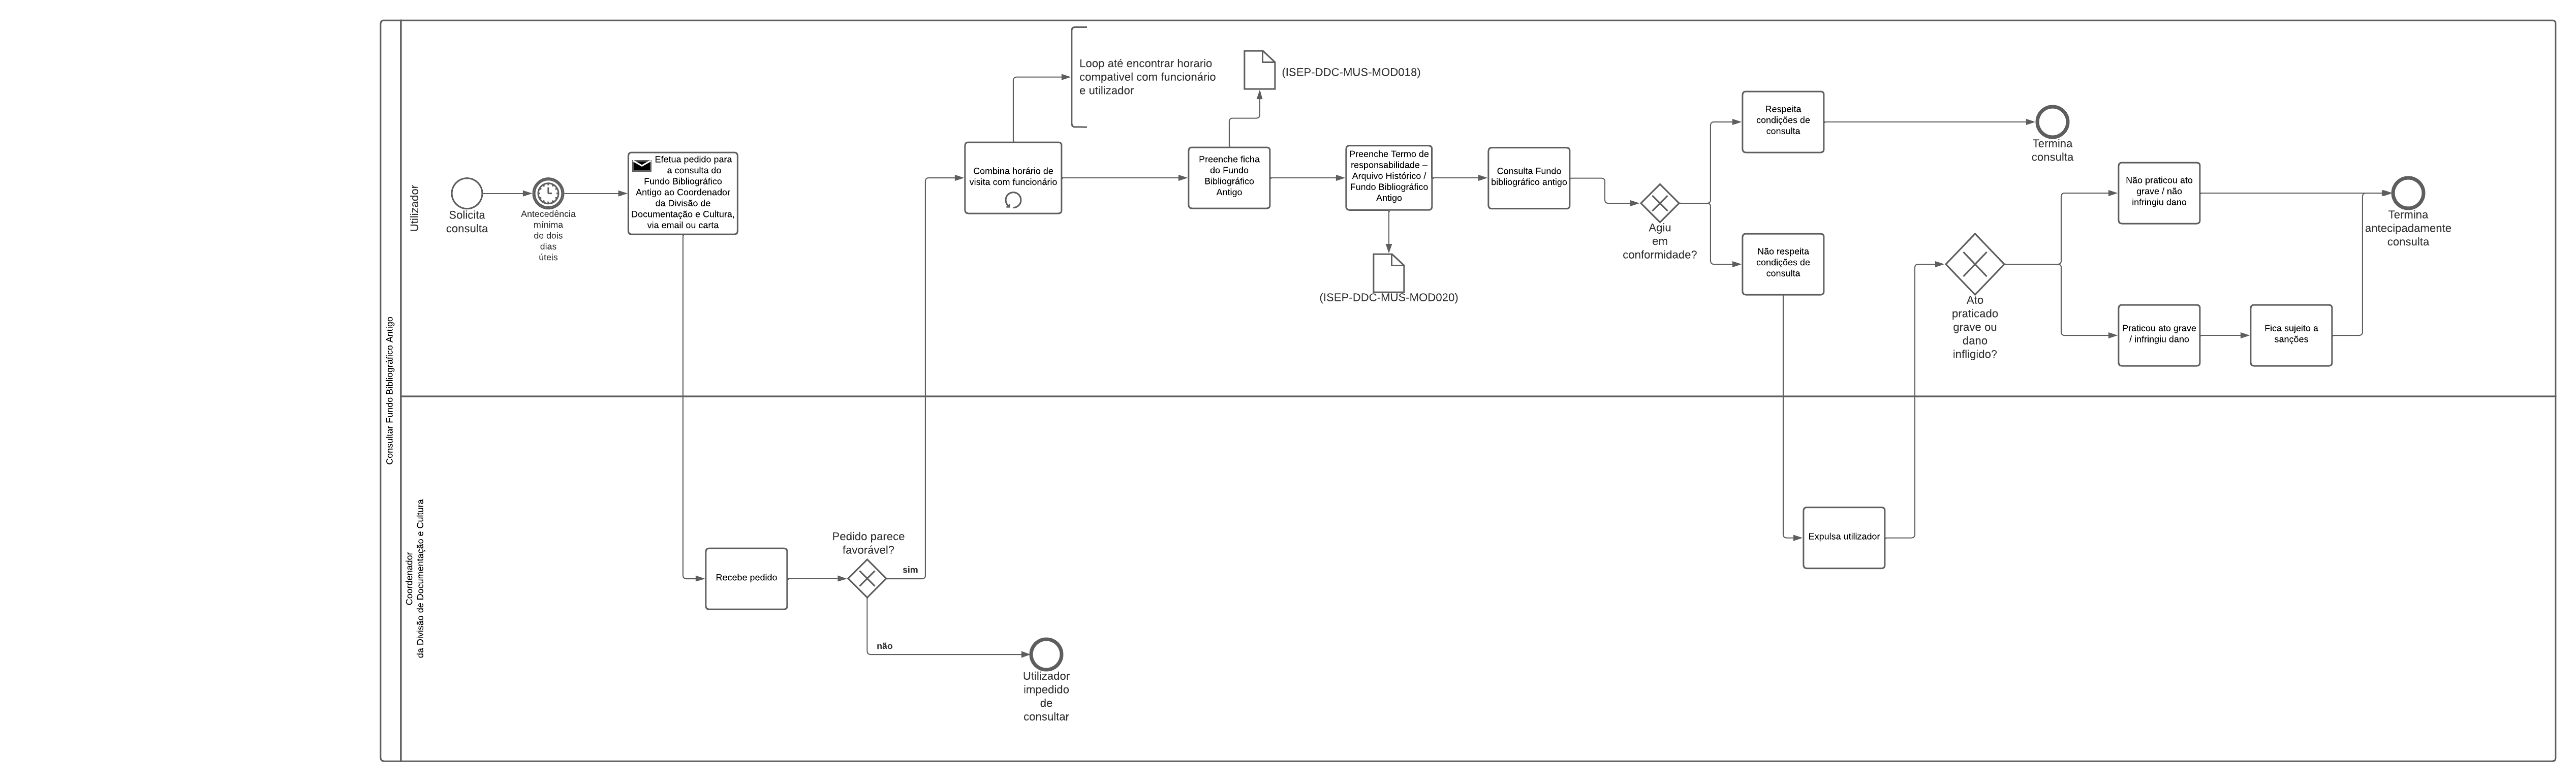 Consultar Fundo Bibliográfico Antigo
Utilizador
Solicita
consulta
Antecedência
mínima
de dois
dias
úteis
Efetua pedido para
a consulta do
Fundo Bibliográfico
Antigo ao Coordenador
da Divisão de
Documentação e Cultura,
via email ou carta
Combina horário de
visita com funcionário
Loop até encontrar horario
compativel com funcionário
e utilizador
Preenche ficha
do Fundo
Bibliográfico
Antigo
(ISEP-DDC-MUS-MOD018)
Preenche Termo de
responsabilidade –
Arquivo Histórico /
Fundo Bibliográfico
Antigo
(ISEP-DDC-MUS-MOD020)
Consulta Fundo
bibliográfico antigo
Agiu
em
conformidade?
Respeita
condições de
consulta
Termina
consulta
Não respeita
condições de
consulta
Ato
praticado
grave ou
dano
infligido?
Não praticou ato
grave / não
infringiu dano
Praticou ato grave
/ infringiu dano
Fica sujeito a
sanções
Termina
antecipadamente
consulta
Coordenador
da Divisão de Documentação e Cultura
Recebe pedido
Pedido parece
favorável?
sim
não
Utilizador
impedido
de
consultar
Expulsa utilizador